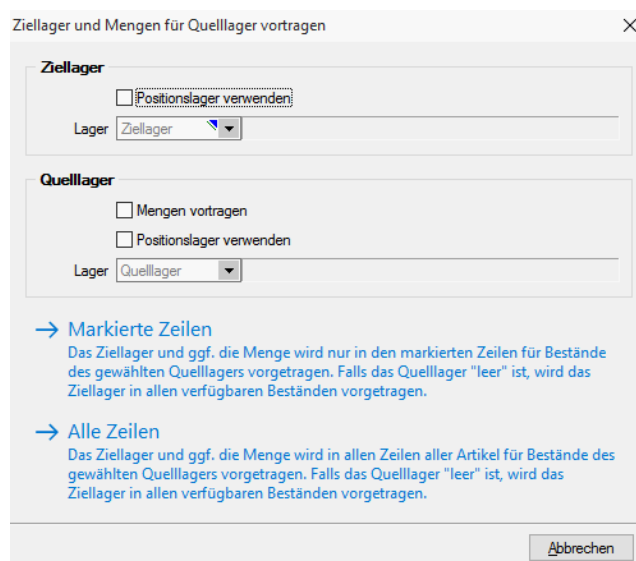 Ziellager und Mengen für Quelllager vortragen
Ziellager
Positionslager verwenden
Lager Ziellager
Quelllager
Mengen vortragen
Positionslager verwenden
Lager Quelllager
Markierte Zeilen
Das Ziellager und ggf. die Menge wird nur in den markierten Zeilen für Bestände
des gewählten Quelllagers vorgetragen. Falls das Quelllager "leer" ist, wird das
Ziellager in allen verfügbaren Beständen vorgetragen.
Alle Zeilen
Das Ziellager und ggf. die Menge wird in allen Zeilen aller Artikel für Bestände des
gewählten Quelllagers vorgetragen. Falls das Quelllager "leer" ist, wird das
Ziellager in allen verfügbaren Beständen vorgetragen.
Abbrechen